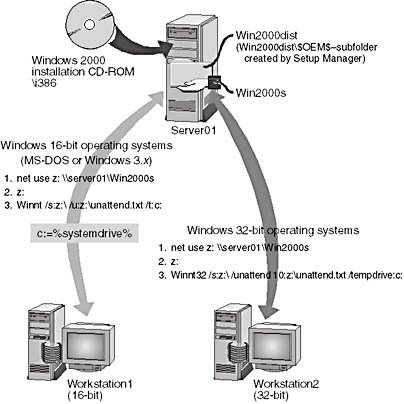 Windows 2000
installation CD-ROM
\i386
Win2000dist
(Win2000dist\$OEM$–subfolder
created by Setup Manager)
Win2000s
Server01
Windows 16-bit operating systems
(MS-DOS or Windows 3.x)
1. net use z: \\server01\Win2000s
2. z:
3. Winnt /s:z:\ /u:z:\unattend.txt /t:c:
c:=%systemdrive%
Windows 32-bit operating systems
1. net use z: \\server01\Win2000s
2. z:
3. Winnt32 /s:z:\ /unattend 10:z:\unattend.txt /tempdrive:c:
Workstation1
(16-bit)
Workstation2
(32-bit)